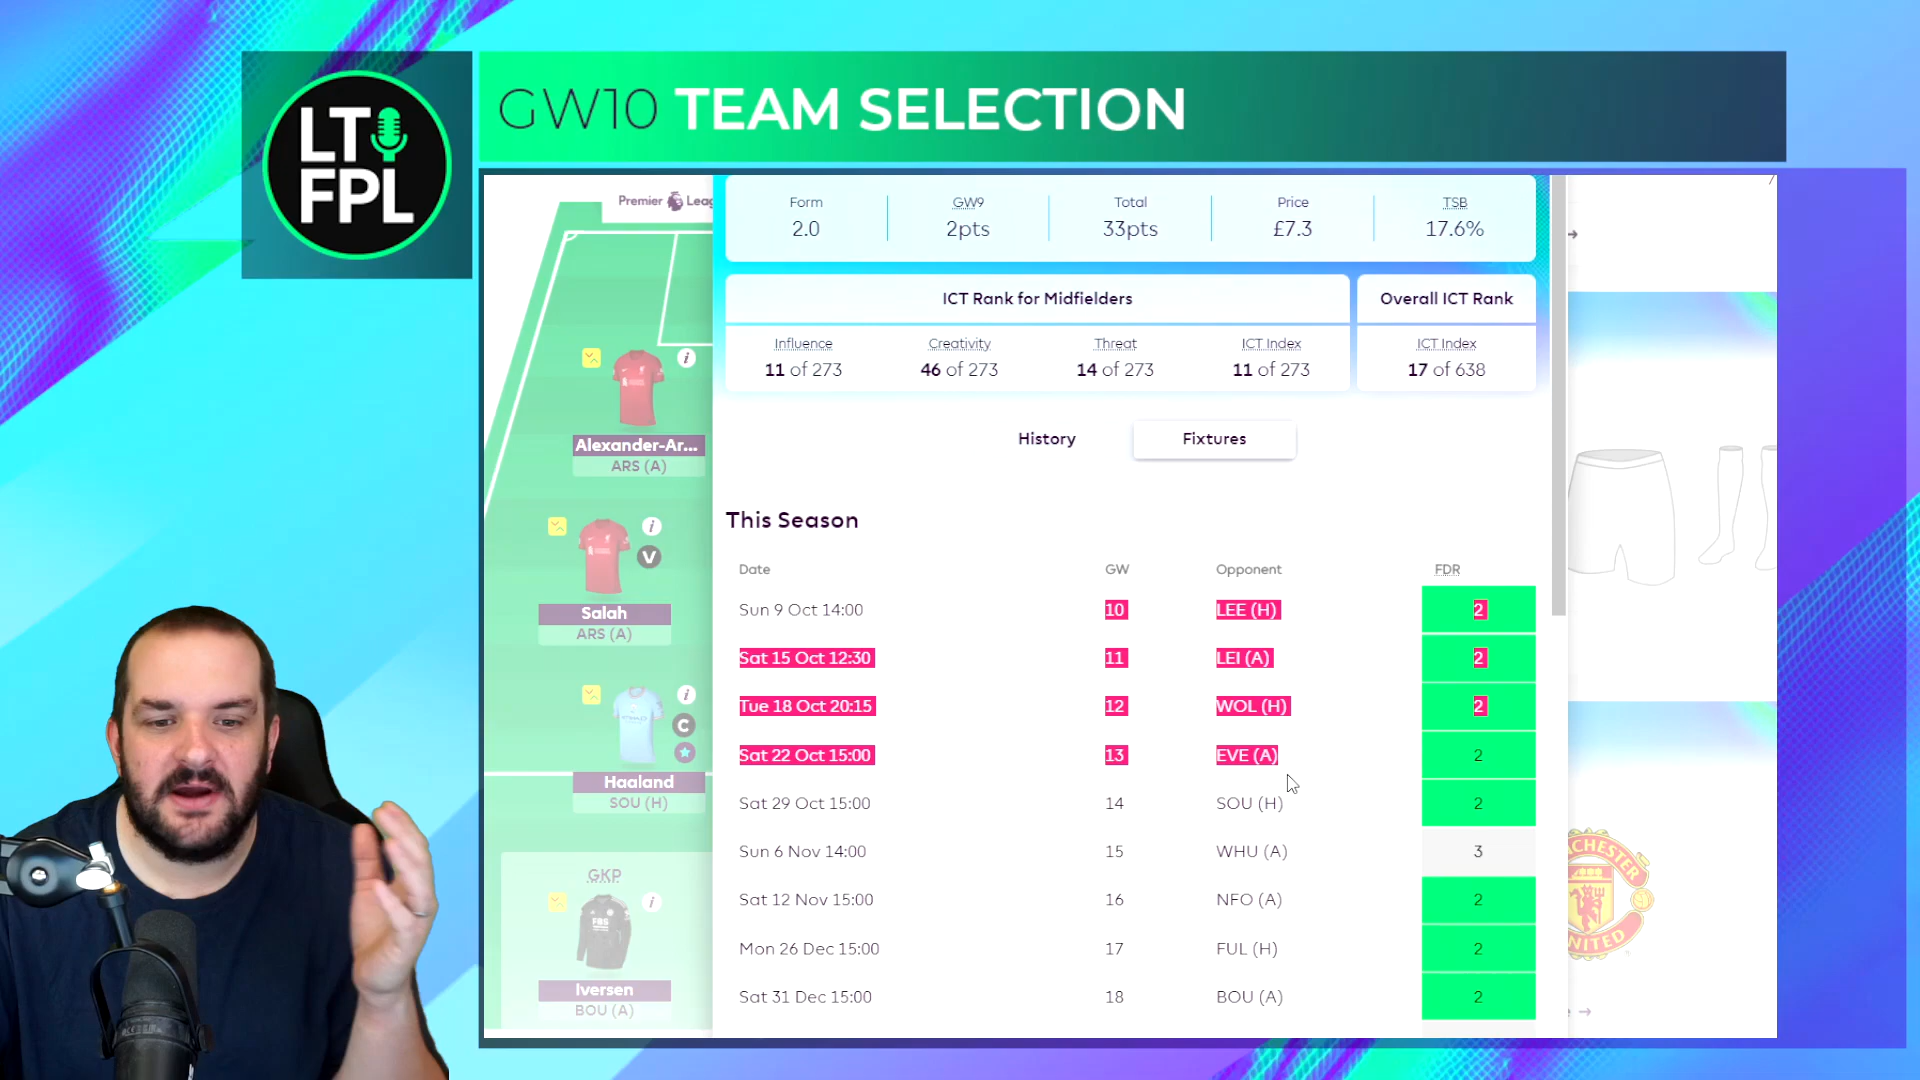 LT
FPL
GW10 TEAM SELECTION
Premier Leag
Form GW9 Total Price TSB
2.0 2pts 33pts £7.3 17.6%
ICT Rank for Midfielders Overall ICT Rank
Influence Creativity Threat ICT Index ICT Index
11 of 273 46 of 273 14 of 273 11 of 273 17 of 638
History Fixtures
This Season
Date GW Opponent FDR
Sun 9 Oct 14:00 10 LEE (H) 2
Sat 15 Oct 12:30 11 LEI (A) 2
Tue 18 Oct 20:15 12 WOL (H) 2
Sat 22 Oct 15:00 13 EVE (A) 2
Sat 29 Oct 15:00 14 SOU (H) 2
Sun 6 Nov 14:00 15 WHU (A) 3
Sat 12 Nov 15:00 16 NFO (A) 2
Mon 26 Dec 15:00 17 FUL (H) 2
Sat 31 Dec 15:00 18 BOU (A) 2
i
Alexander-Ar...
ARS (A)
i
V
Salah
ARS (A)
i
C
Haaland
SOU (H)
GKP
i
FBS
Iversen
BOU (A)
MANCHESTER
UNITED